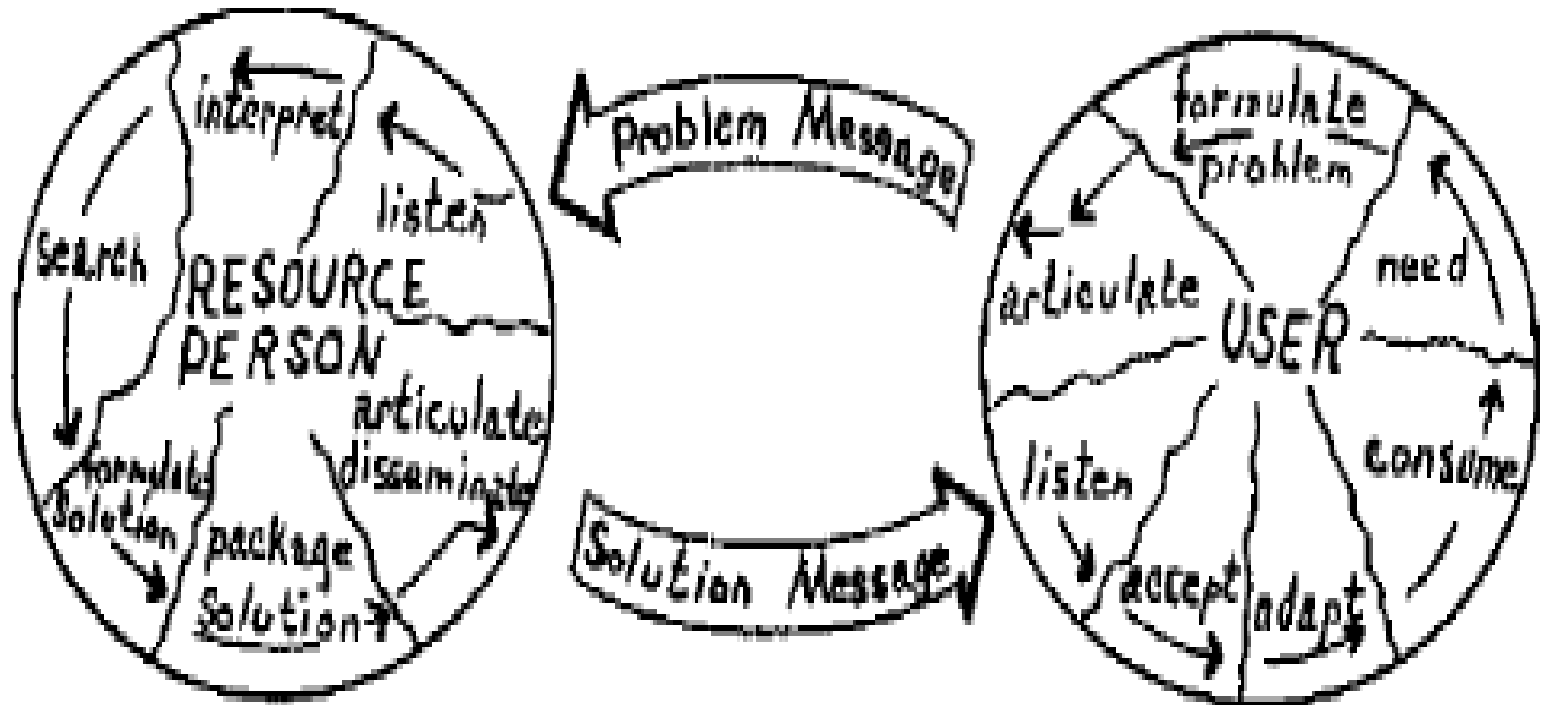 interpret
listen
search
RESOURCE
PERSON
formulate
solution
package
solution
articulate
disseminate
Problem Message
Solution Message
formulate
problem
need
articulate
USER
listen
accept
adapt
consume